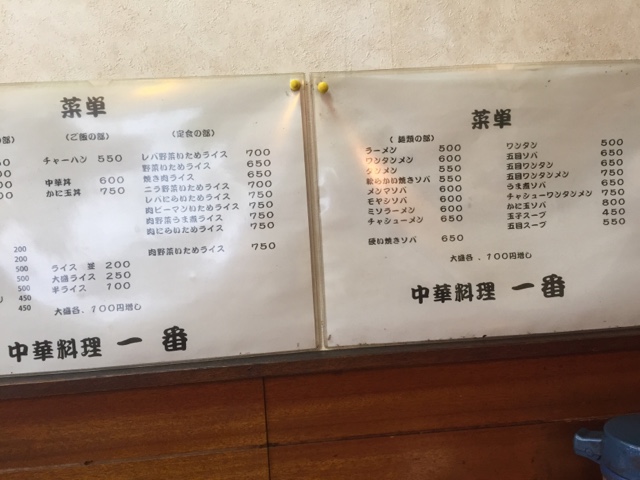 菜単
(ご飯の部)
チャーハン 550
中華丼 600
かに玉丼 750
(定食の部)
レバ野菜いためライス 700
野菜いためライス 650
焼き肉ライス 650
ニラ野菜いためライス 700
レバにらいためライス 750
肉ピーマンいためライス 750
肉野菜うま煮ライス 750
肉にらいためライス 750
肉野菜いためライス 750
200
200
500
500
500
450
450
ライス 並 200
大盛ライス 250
半ライス 100
大盛各、100円増し
中華料理 一番
菜単
(麺類の部)
ラーメン 500
ワンタンメン 600
タンメン 550
軟らかい焼きソバ 550
メンマソバ 600
モヤシソバ 600
ミソラーメン 600
チャシューメン 650
硬い焼きソバ 650
ワンタン 500
五目ソバ 650
五目ワンタン 650
五目ワンタンメン 750
うま煮ソバ 700
チャシューワンタンメン 750
かに玉ソバ 800
玉子スープ 450
五目スープ 550
大盛各、100円増し
中華料理 一番